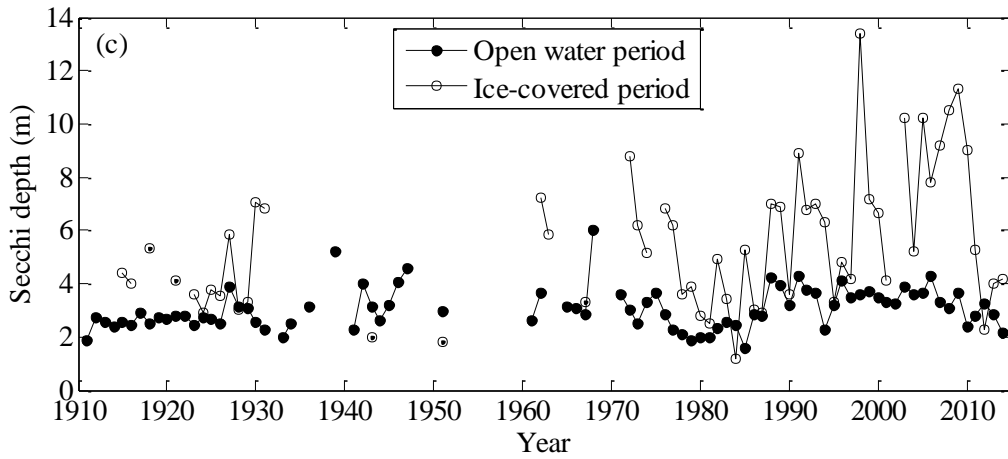 (c)
Open water period
Ice-covered period
Secchi depth (m)
14
12
10
8
6
4
2
0
1910 1920 1930 1940 1950 1960 1970 1980 1990 2000 2010
Year